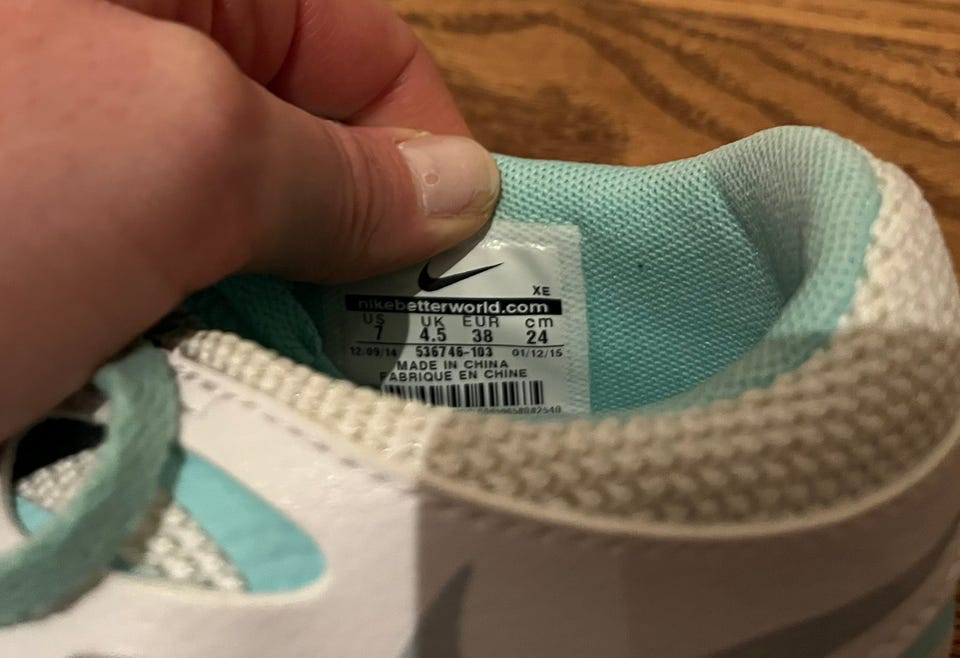 XE
nikebetterworld.com
US UK EUR cm
7 4.5 38 24
12/09/14 536746-103 01/12/15
MADE IN CHINA
FABRIQUE EN CHINE